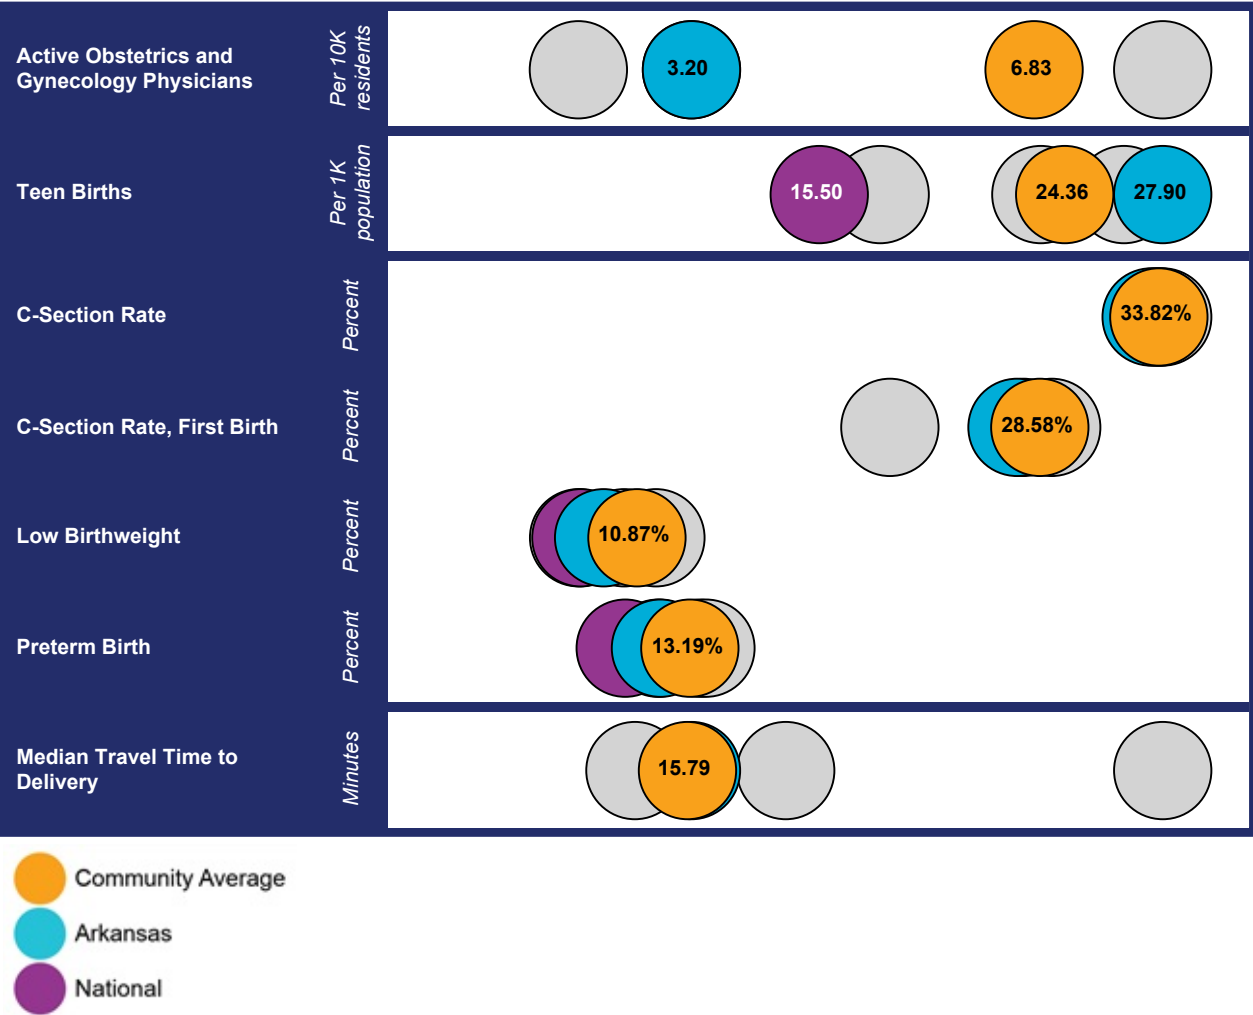 Active Obstetrics and
Gynecology Physicians
Per 10K
residents
3.20
6.83
Teen Births
Per 1K
population
15.50
24.36
27.90
C-Section Rate
Percent
33.82%
C-Section Rate, First Birth
Percent
28.58%
Low Birthweight
Percent
10.87%
Preterm Birth
Percent
13.19%
Median Travel Time to
Delivery
Minutes
15.79
Community Average
Arkansas
National